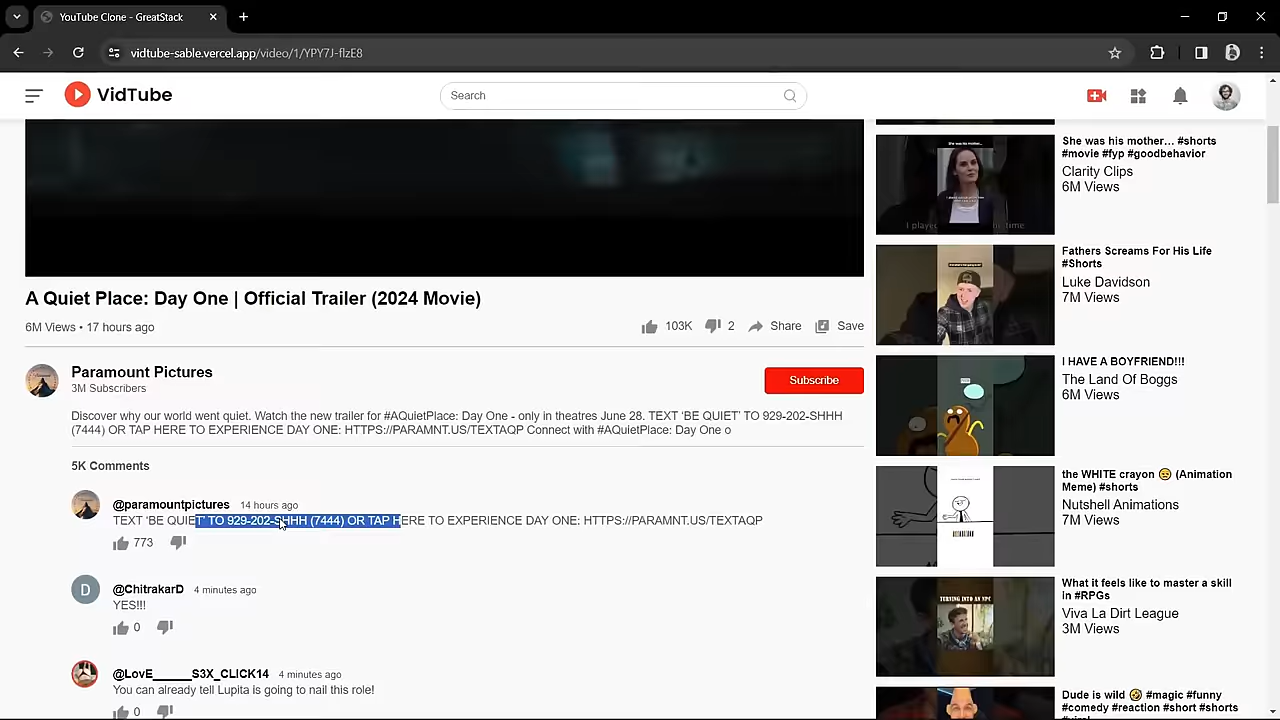 YouTube Clone - GreatStack
vidtube-sable.vercel.app/video/1/YPY7J-flzE8
VidTube
Search
A Quiet Place: Day One | Official Trailer (2024 Movie)
6M Views • 17 hours ago
103K
2
Share
Save
Paramount Pictures
3M Subscribers
Subscribe
Discover why our world went quiet. Watch the new trailer for #AQuietPlace: Day One - only in theatres June 28. TEXT ‘BE QUIET’ TO 929-202-SHHH
(7444) OR TAP HERE TO EXPERIENCE DAY ONE: HTTPS://PARAMNT.US/TEXTAQP Connect with #AQuietPlace: Day One o
5K Comments
@paramountpictures 14 hours ago
TEXT ‘BE QUIET’ TO 929-202-SHHH (7444) OR TAP HERE TO EXPERIENCE DAY ONE: HTTPS://PARAMNT.US/TEXTAQP
773
D
@ChitrakarD 4 minutes ago
YES!!!
0
@LovE______S3X_CLICK14 4 minutes ago
You can already tell Lupita is going to nail this role!
0
She was his mother...
I played
time
She was his mother… #shorts
#movie #fyp #goodbehavior
Clarity Clips
6M Views
Fathers Screams For His Life
#Shorts
Luke Davidson
7M Views
I HAVE A BOYFRIEND!!!
The Land Of Boggs
6M Views
the WHITE crayon 😏 (Animation
Meme) #shorts
Nutshell Animations
7M Views
TURNING INTO AN NPC
What it feels like to master a skill
in #RPGs
Viva La Dirt League
3M Views
Dude is wild 🤣 #magic #funny
#comedy #reaction #short #shorts